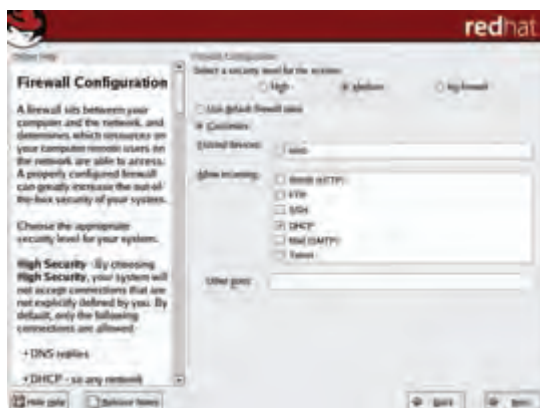 redhat
Online Help
Firewall Configuration
A firewall sits between your
computer and the network, and
determines which resources on
your computer remote users on
the network are able to access.
A properly configured firewall
can greatly increase the out-of-
the-box security of your system.
Choose the appropriate
security level for your system.
High Security - By choosing
High Security, your system will
not accept connections that are
not explicitly defined by you. By
default, only the following
connections are allowed:
• DNS replies
• DHCP - so any network
Firewall Configuration
Select a security level for the system:
High
Medium
No firewall
Use default firewall rules
Customize
Trusted devices:
eth0
Allow incoming:
WWW (HTTP)
FTP
SSH
DHCP
Mail (SMTP)
Telnet
Other ports:
Hide Help
Release Notes
Back
Next